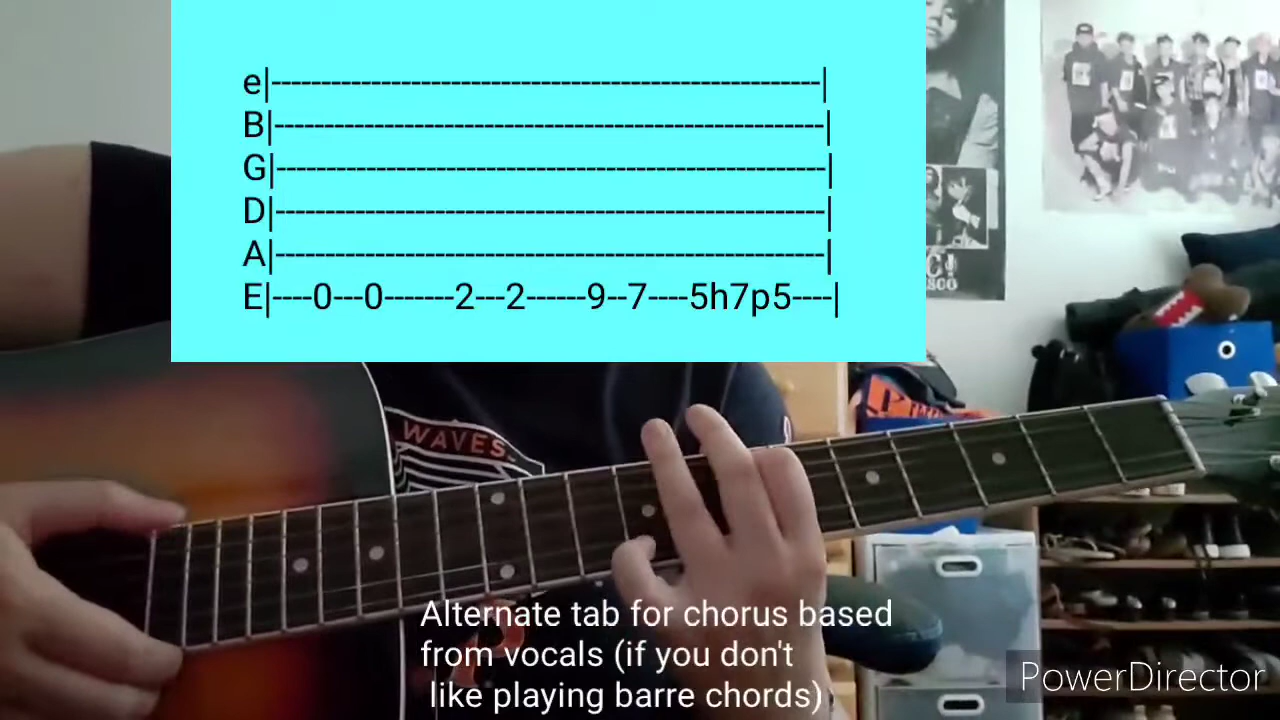 e|-------------------------------------------------------|
B|-------------------------------------------------------|
G|-------------------------------------------------------|
D|-------------------------------------------------------|
A|-------------------------------------------------------|
E|----0---0-------2---2------9--7----5h7p5----|
WAVES
Alternate tab for chorus based
from vocals (if you don't
like playing barre chords)
PowerDirector